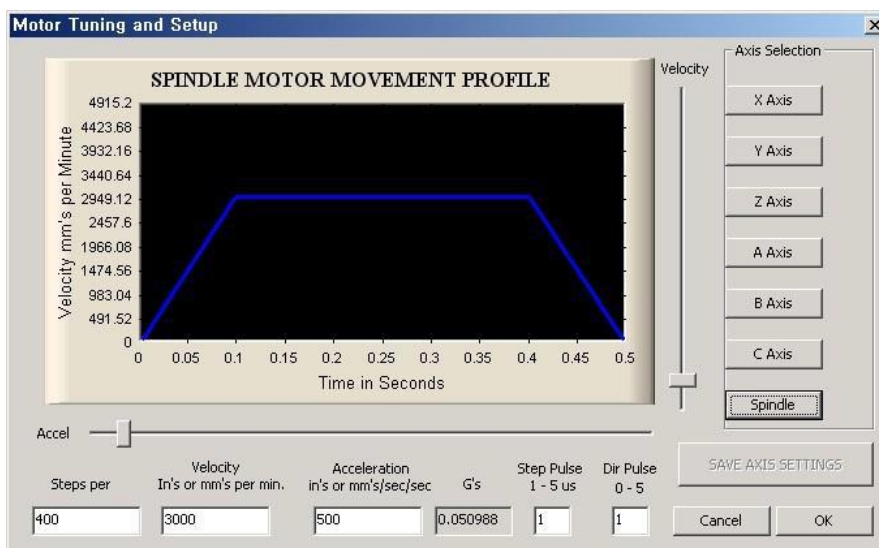 Motor Tuning and Setup
SPINDLE MOTOR MOVEMENT PROFILE
Velocity mm's per Minute
4915.2
4423.68
3932.16
3440.64
2949.12
2457.6
1966.08
1474.56
983.04
491.52
0
0 0.05 0.1 0.15 0.2 0.25 0.3 0.35 0.4 0.45 0.5
Time in Seconds
Velocity
Axis Selection
X Axis
Y Axis
Z Axis
A Axis
B Axis
C Axis
Spindle
Accel
Steps per
400
Velocity
In's or mm's per min.
3000
Acceleration
in's or mm's/sec/sec
500
G's
0.050988
Step Pulse
1 - 5 us
1
Dir Pulse
0 - 5
1
SAVE AXIS SETTINGS
Cancel
OK